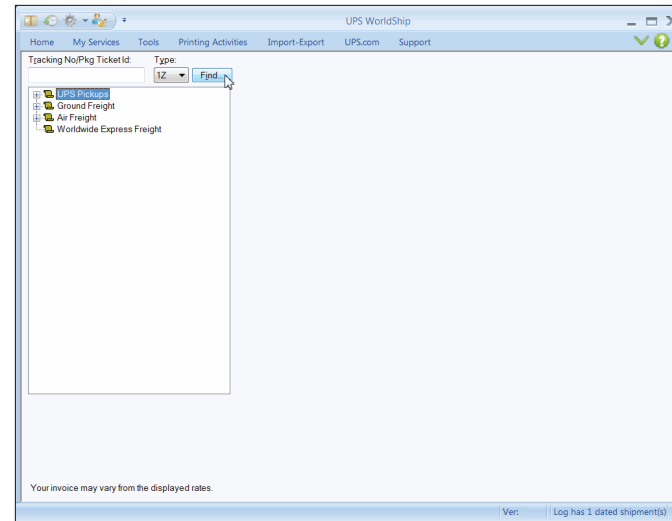 UPS WorldShip
Home My Services Tools Printing Activities Import-Export UPS.com Support
Tracking No/Pkg Ticket Id: Type:
1Z Find...
UPS Pickups
Ground Freight
Air Freight
Worldwide Express Freight
Your invoice may vary from the displayed rates.
Ver: Log has 1 dated shipment(s)